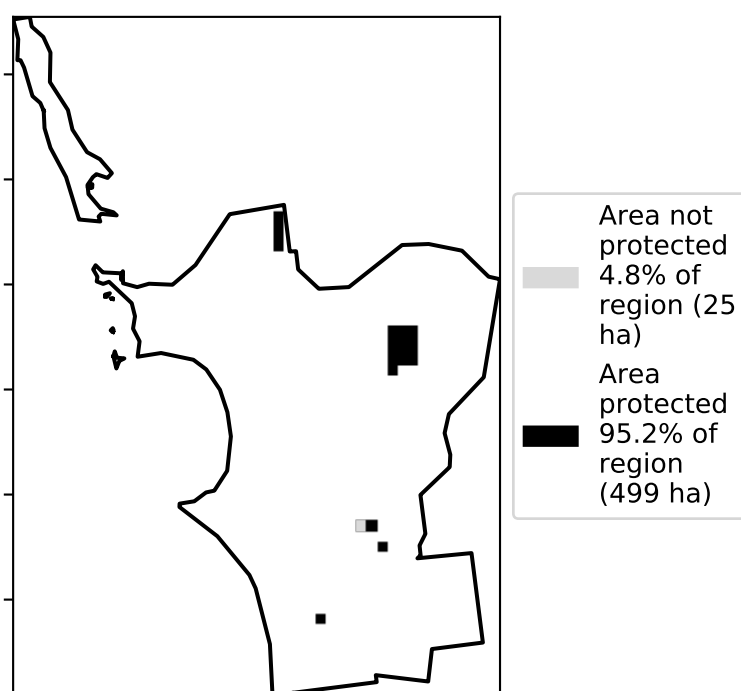 Area not
protected
4.8% of
region (25
ha)
Area
protected
95.2% of
region
(499 ha)